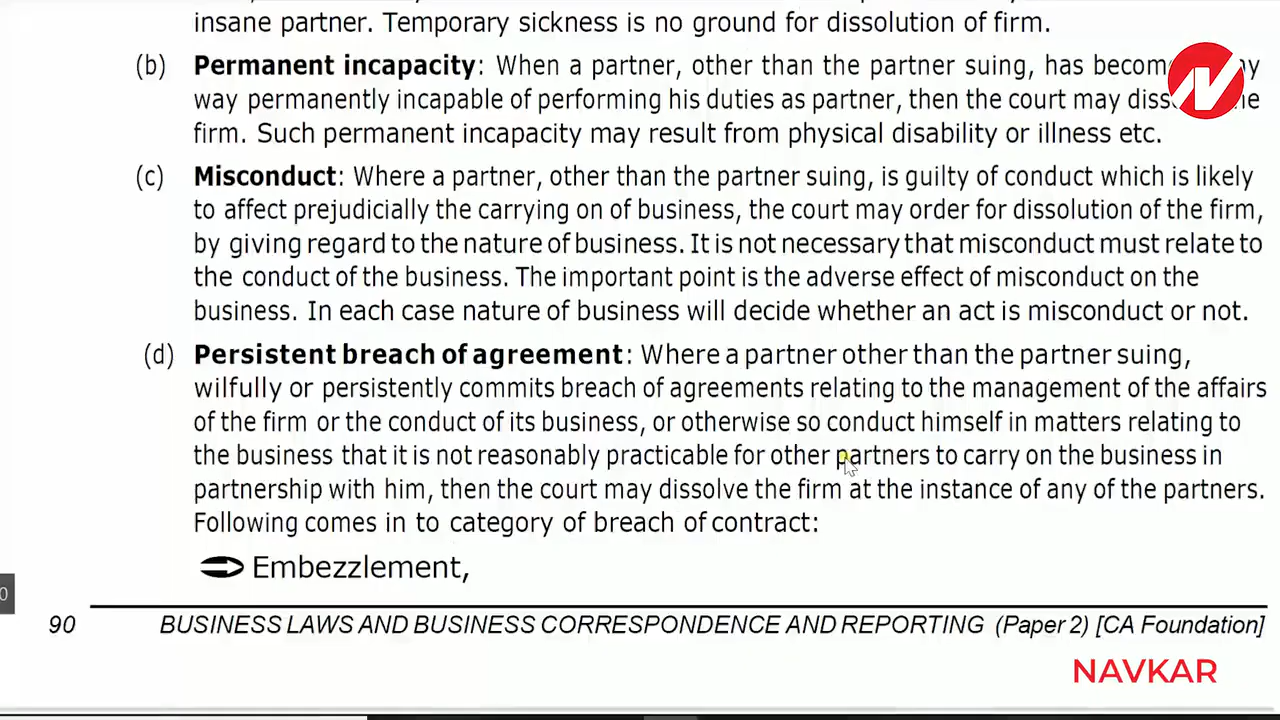 insane partner. Temporary sickness is no ground for dissolution of firm.
(b) Permanent incapacity: When a partner, other than the partner suing, has become
way permanently incapable of performing his duties as partner, then the court may
firm. Such permanent incapacity may result from physical disability or illness etc.
(c) Misconduct: Where a partner, other than the partner suing, is guilty of conduct which is likely
to affect prejudicially the carrying on of business, the court may order for dissolution of the firm,
by giving regard to the nature of business. It is not necessary that misconduct must relate to
the conduct of the business. The important point is the adverse effect of misconduct on the
business. In each case nature of business will decide whether an act is misconduct or not.
(d) Persistent breach of agreement: Where a partner other than the partner suing,
wilfully or persistently commits breach of agreements relating to the management of the affairs
of the firm or the conduct of its business, or otherwise so conduct himself in matters relating to
the business that it is not reasonably practicable for other partners to carry on the business in
partnership with him, then the court may dissolve the firm at the instance of any of the partners.
Following comes in to category of breach of contract:
Embezzlement,
0
90 BUSINESS LAWS AND BUSINESS CORRESPONDENCE AND REPORTING (Paper 2) [CA Foundation]
NAVKAR